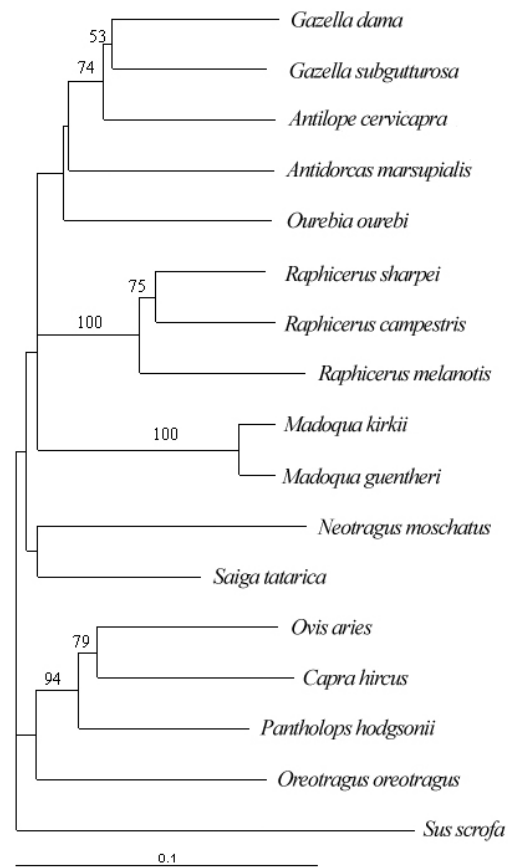 Gazella dama
53
74
Gazella subgutturosa
Antilope cervicapra
Antidorcas marsupialis
Ourebia ourebi
Raphicerus sharpei
75
100
Raphicerus campestris
Raphicerus melanotis
Madoqua kirkii
100
Madoqua guentheri
Neotragus moschatus
Saiga tatarica
Ovis aries
79
94
Capra hircus
Pantholops hodgsonii
Oreotragus oreotragus
Sus scrofa
0.1